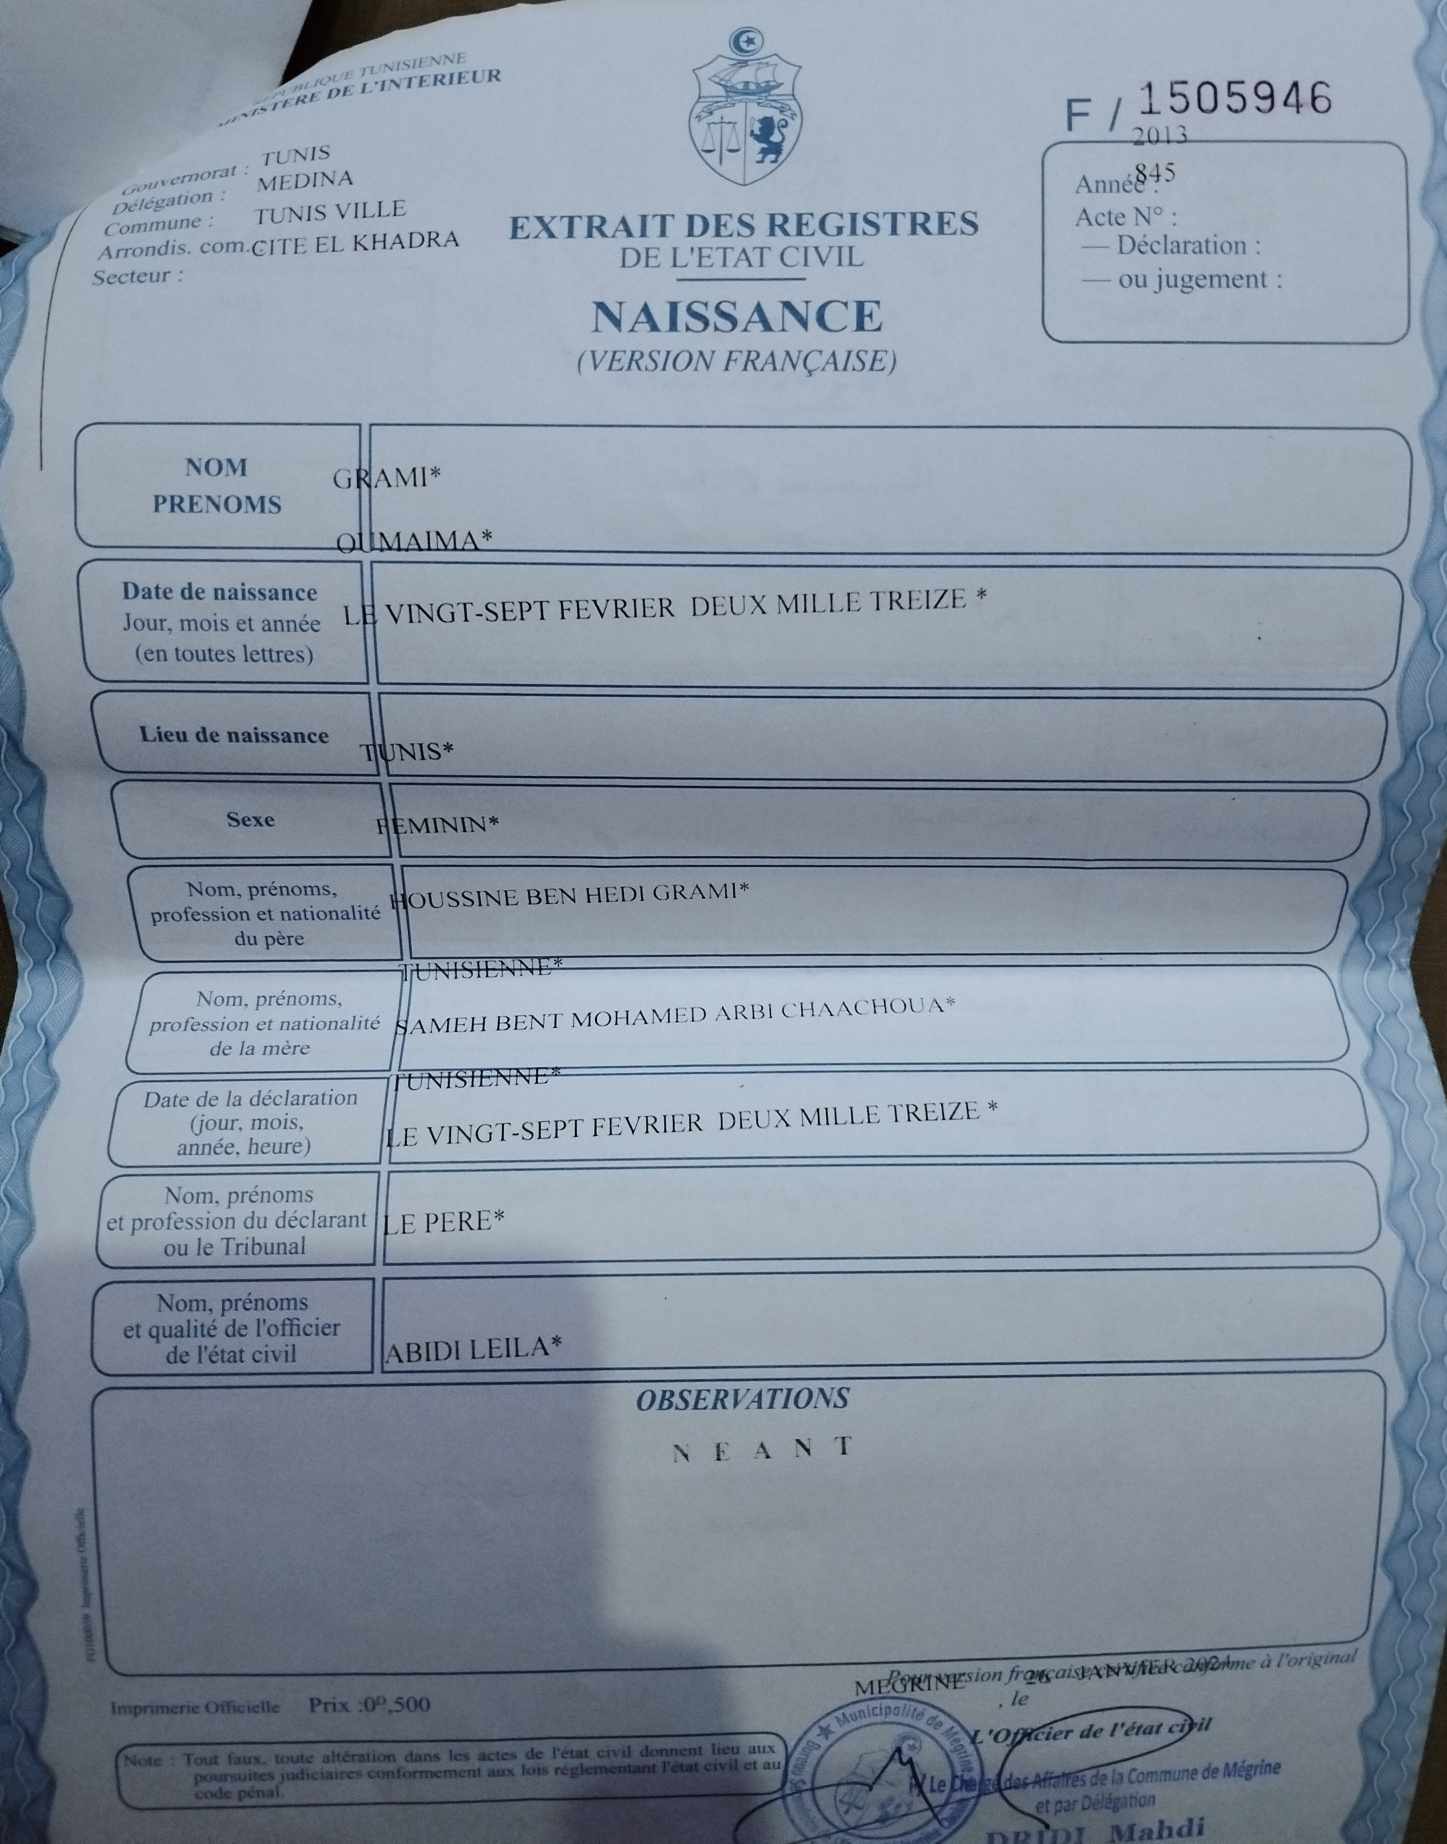 REPUBLIQUE TUNISIENNE
MINISTERE DE L'INTERIEUR
Gouvernorat : TUNIS
Délégation : MEDINA
Commune : TUNIS VILLE
Arrondis. com.: CITE EL KHADRA
Secteur :
F / 1505946
2013
Année : 845
Acte N° :
— Déclaration :
— ou jugement :
EXTRAIT DES REGISTRES
DE L'ETAT CIVIL
NAISSANCE
(VERSION FRANÇAISE)
NOM
PRENOMS
GRAMI*
OUMAIMA*
Date de naissance
Jour, mois et année
(en toutes lettres)
LE VINGT-SEPT FEVRIER DEUX MILLE TREIZE *
Lieu de naissance
TUNIS*
Sexe
FEMININ*
Nom, prénoms,
profession et nationalité
du père
HOUSSINE BEN HEDI GRAMI*
TUNISIENNE*
Nom, prénoms,
profession et nationalité
de la mère
SAMEH BENT MOHAMED ARBI CHAACHOUA*
TUNISIENNE*
Date de la déclaration
(jour, mois,
année, heure)
LE VINGT-SEPT FEVRIER DEUX MILLE TREIZE *
Nom, prénoms
et profession du déclarant
ou le Tribunal
LE PERE*
Nom, prénoms
et qualité de l'officier
de l'état civil
ABIDI LEILA*
OBSERVATIONS
N E A N T
Imprimerie Officielle
Pour version française certifiée conforme à l'original
MEGRINE 26 JANVIER 2024
, le
Imprimerie Officielle Prix :0ᴰ,500
L'Officier de l'état civil
Note : Tout faux, toute altération dans les actes de l'état civil donnent lieu aux
poursuites judiciaires conformement aux lois réglementant l'état civil et au
code pénal.
Municipalité de Mégrine
P/ Le Chargé des Affaires de la Commune de Mégrine
et par Délégation
DRIDI Mahdi